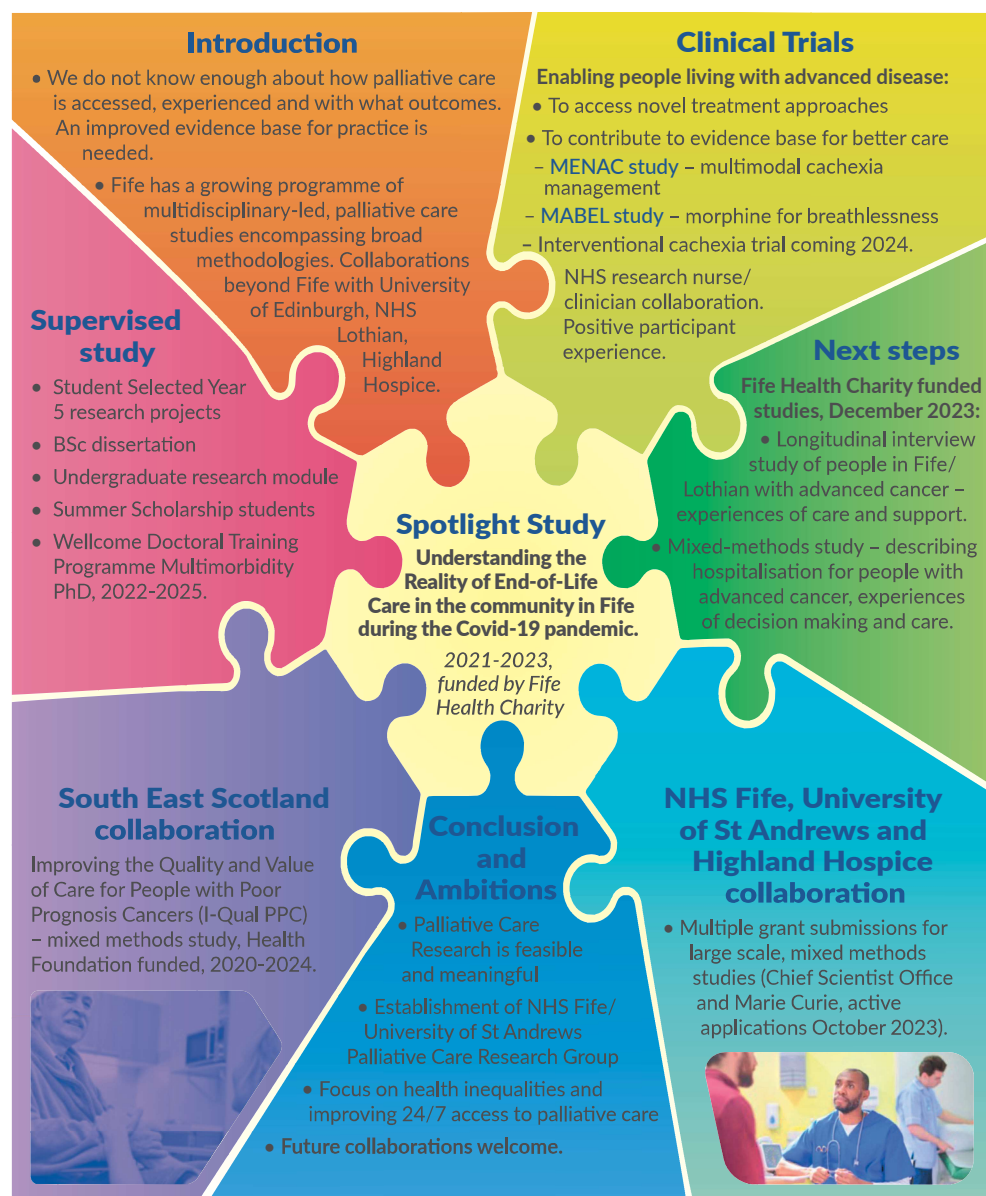 Introduction
• We do not know enough about how palliative care
is accessed, experienced and with what outcomes.
An improved evidence base for practice is
needed.
• Fife has a growing programme of
multidisciplinary-led, palliative care
studies encompassing broad
methodologies. Collaborations
beyond Fife with University
of Edinburgh, NHS
Lothian,
Highland
Hospice.
Clinical Trials
Enabling people living with advanced disease:
• To access novel treatment approaches
• To contribute to evidence base for better care
– MENAC study – multimodal cachexia
management
– MABEL study – morphine for breathlessness
– Interventional cachexia trial coming 2024.
NHS research nurse/
clinician collaboration.
Positive participant
experience.
Supervised
study
• Student Selected Year
5 research projects
• BSc dissertation
• Undergraduate research module
• Summer Scholarship students
• Wellcome Doctoral Training
Programme Multimorbidity
PhD, 2022-2025.
Next steps
Fife Health Charity funded
studies, December 2023:
• Longitudinal interview
study of people in Fife/
Lothian with advanced cancer –
experiences of care and support.
• Mixed-methods study – describing
hospitalisation for people with
advanced cancer, experiences
of decision making and care.
Spotlight Study
Understanding the
Reality of End-of-Life
Care in the community in Fife
during the Covid-19 pandemic.
2021-2023,
funded by Fife
Health Charity
South East Scotland
collaboration
Improving the Quality and Value
of Care for People with Poor
Prognosis Cancers (I-Qual PPC)
– mixed methods study, Health
Foundation funded, 2020-2024.
Conclusion
and
Ambitions
• Palliative Care
Research is feasible
and meaningful
• Establishment of NHS Fife/
University of St Andrews
Palliative Care Research Group
• Focus on health inequalities and
improving 24/7 access to palliative care
• Future collaborations welcome.
NHS Fife, University
of St Andrews and
Highland Hospice
collaboration
• Multiple grant submissions for
large scale, mixed methods
studies (Chief Scientist Office
and Marie Curie, active
applications October 2023).